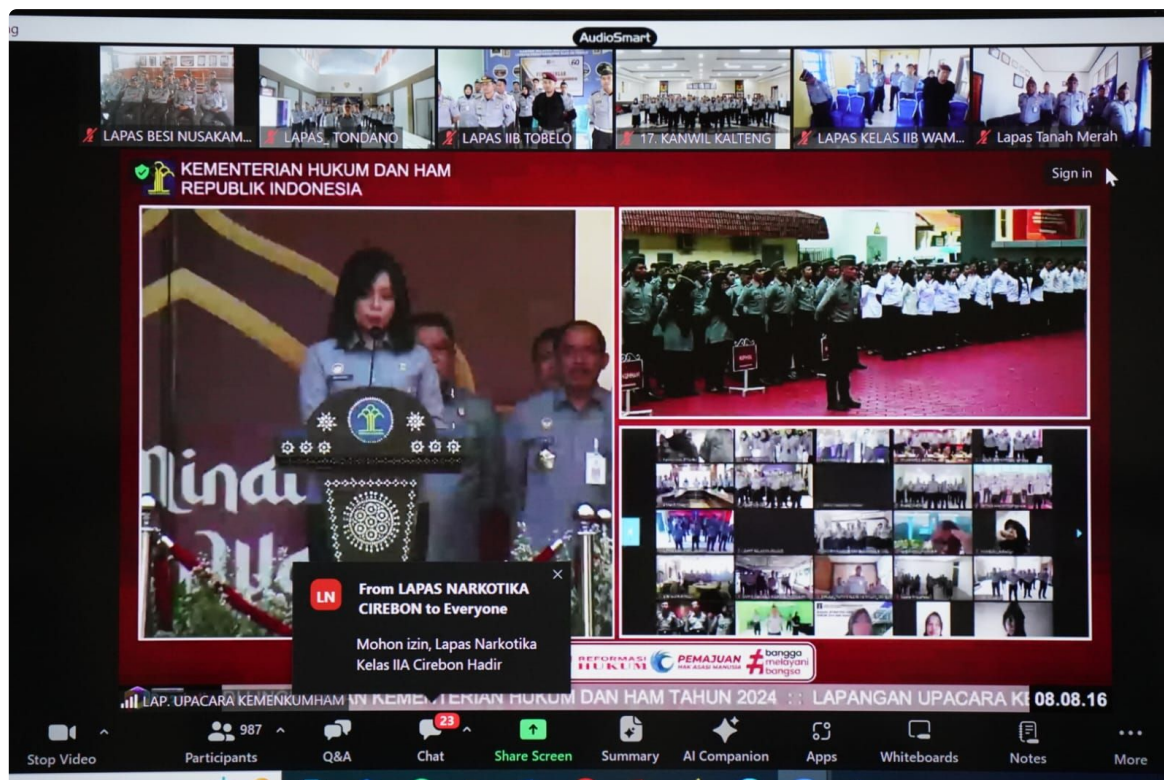 ng
AudioSmart
LAPAS BESI NUSAKAM...
LAPAS_ TONDANO
LAPAS IIB TOBELO
17. KANWIL KALTENG
LAPAS KELAS IIB WAM...
Lapas Tanah Merah
KEMENTERIAN HUKUM DAN HAM
REPUBLIK INDONESIA
Sign in
LN
From LAPAS NARKOTIKA
CIREBON to Everyone
Mohon izin, Lapas Narkotika
Kelas IIA Cirebon Hadir
REFORMASI
HUKUM
PEMAJUAN
HAK ASASI MANUSIA
#bangga
melayani
bangsa
LAP. UPACARA KEMENKUMHAM
AN KEMENTERIAN HUKUM DAN HAM TAHUN 2024 :: LAPANGAN UPACARA KE
08.08.16
Stop Video
987
Participants
Q&A
23
Chat
Share Screen
Summary
AI Companion
Apps
Whiteboards
Notes
More